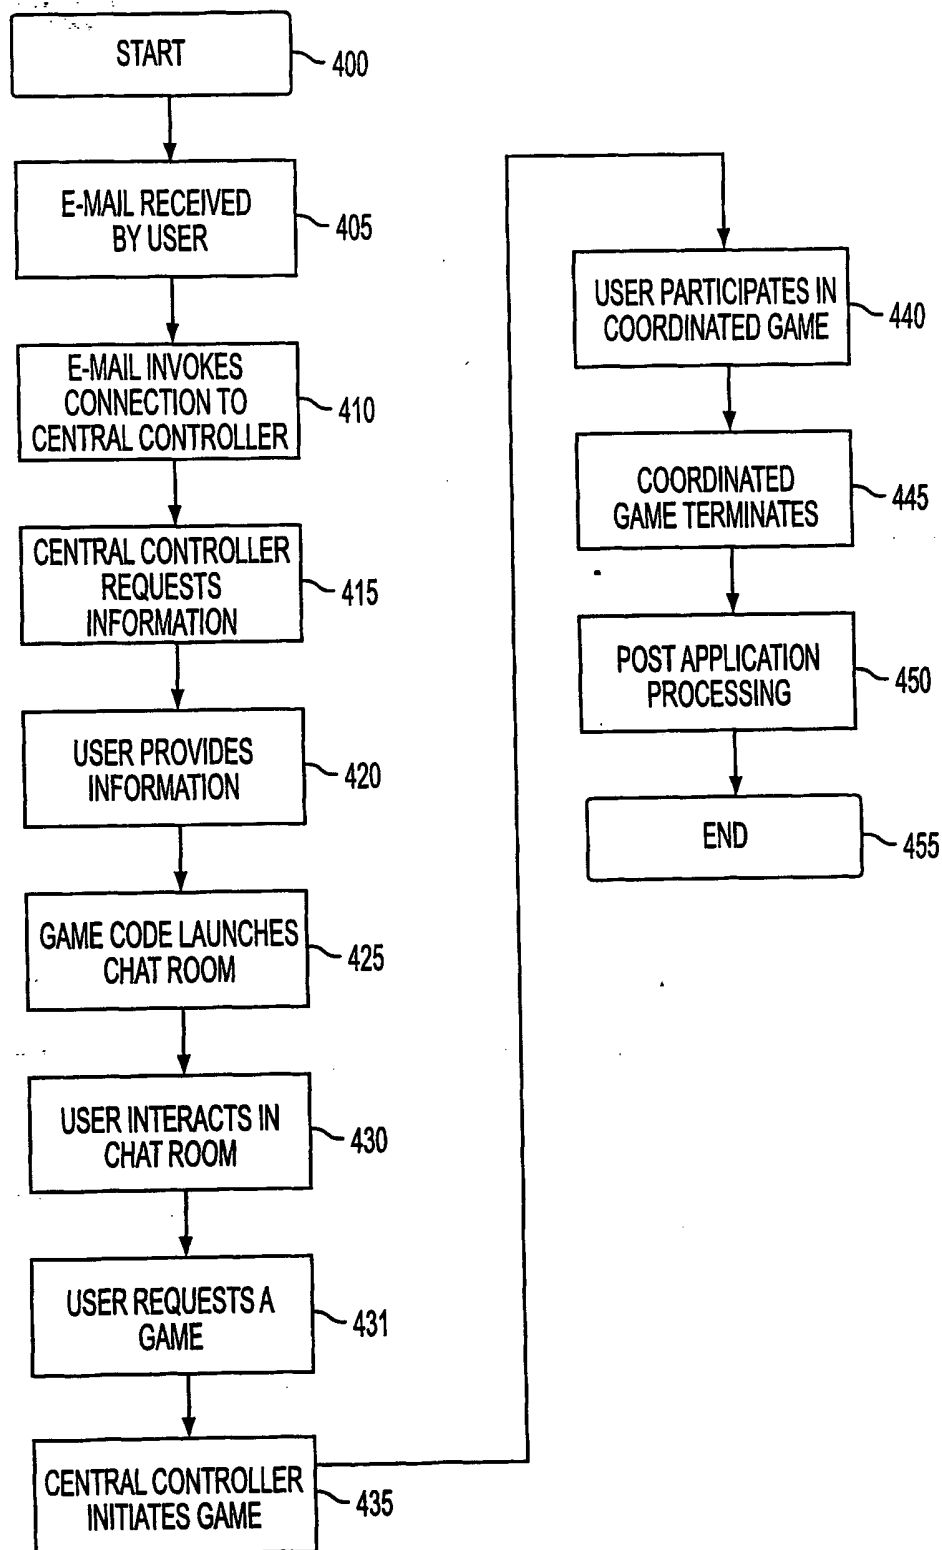 START
400
E-MAIL RECEIVED
BY USER
405
E-MAIL INVOKES
CONNECTION TO
CENTRAL CONTROLLER
410
CENTRAL CONTROLLER
REQUESTS
INFORMATION
415
USER PROVIDES
INFORMATION
420
GAME CODE LAUNCHES
CHAT ROOM
425
USER INTERACTS IN
CHAT ROOM
430
USER REQUESTS A
GAME
431
CENTRAL CONTROLLER
INITIATES GAME
435
USER PARTICIPATES IN
COORDINATED GAME
440
COORDINATED
GAME TERMINATES
445
POST APPLICATION
PROCESSING
450
END
455